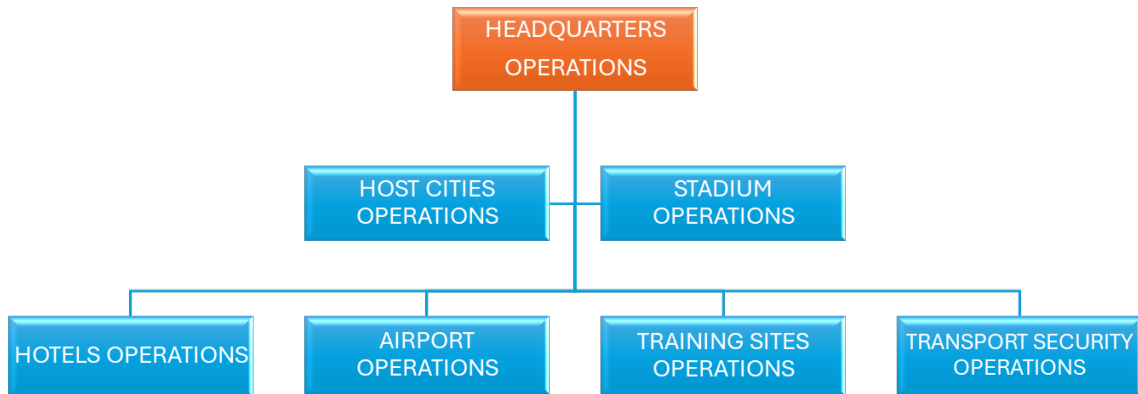 HEADQUARTERS
OPERATIONS
HOST CITIES
OPERATIONS
STADIUM
OPERATIONS
HOTELS OPERATIONS
AIRPORT
OPERATIONS
TRAINING SITES
OPERATIONS
TRANSPORT SECURITY
OPERATIONS